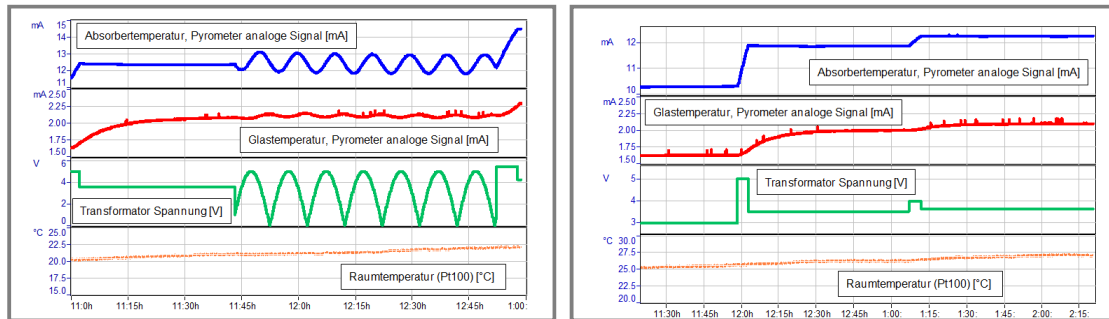 mA
15
14
13
12
11
Absorbertemperatur, Pyrometer analoge Signal [mA]
mA 2.50
2.25
2.00
1.75
1.50
Glastemperatur, Pyrometer analoge Signal [mA]
V
6
4
2
0
Transformator Spannung [V]
°C 25.0
22.5
20.0
17.5
15.0
Raumtemperatur (Pt100) [°C]
11:0h 11:15h 11:30h 11:45h 12:0h 12:15h 12:30h 12:45h 1:00:
mA
12
11
10
Absorbertemperatur, Pyrometer analoge Signal [mA]
mA 2.50
2.25
2.00
1.75
1.50
Glastemperatur, Pyrometer analoge Signal [mA]
V
5
4
3
Transformator Spannung [V]
°C 30.0
27.5
25.0
22.5
20.0
Raumtemperatur (Pt100) [°C]
11:30h 11:45h 12:0h 12:15h 12:30h 12:45h 1:00h 1:15h 1:30h 1:45h 2:00: 2:15: